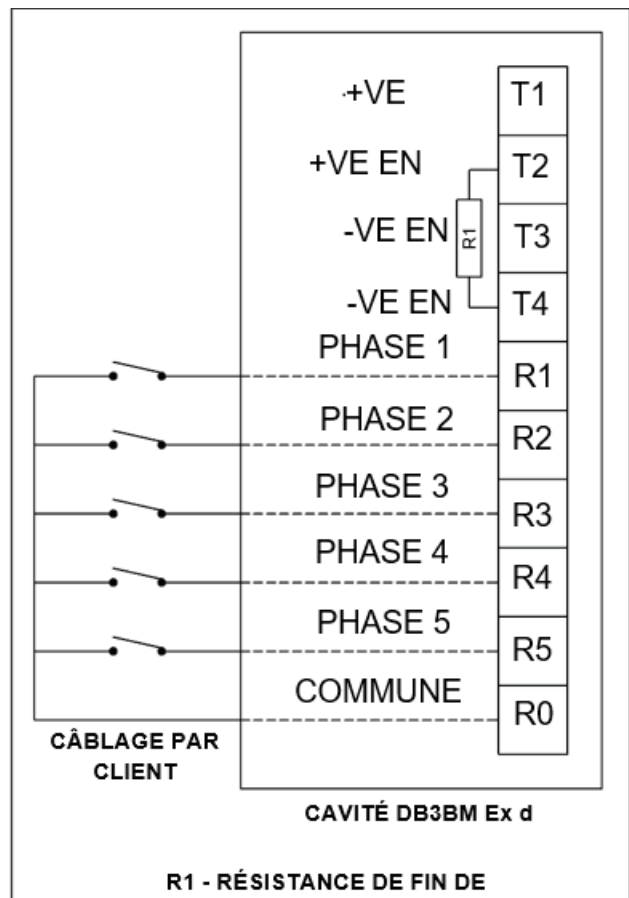 +VE T1
+VE EN T2
-VE EN R1 T3
-VE EN T4
PHASE 1 R1
PHASE 2 R2
PHASE 3 R3
PHASE 4 R4
PHASE 5 R5
COMMUNE R0
CÂBLAGE PAR
CLIENT
CAVITÉ DB3BM Ex d
R1 - RÉSISTANCE DE FIN DE